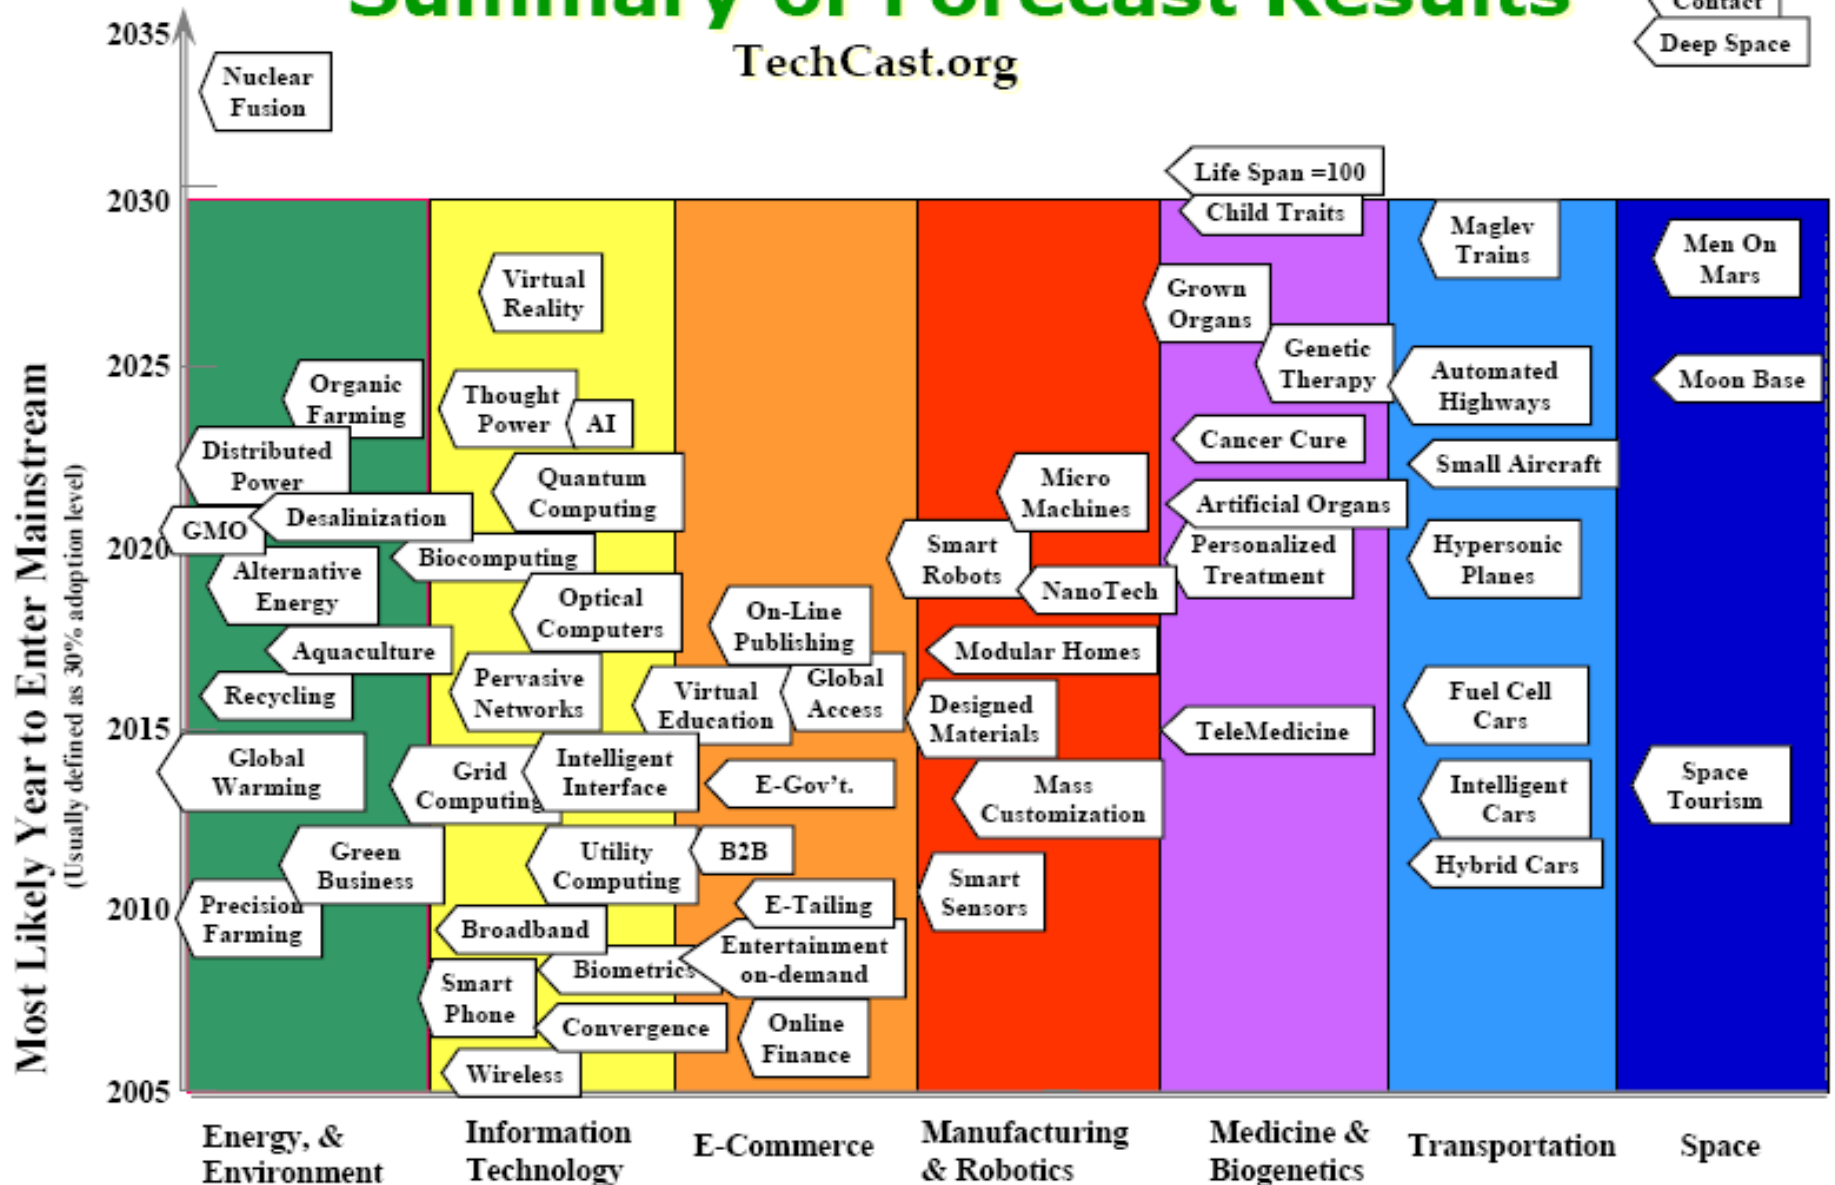 Summary of Forecast Results
TechCast.org
Contact
Deep Space
Most Likely Year to Enter Mainstream
(Usually defined as 30% adoption level)
2035
2030
2025
2020
2015
2010
2005
Nuclear
Fusion
Organic
Farming
Distributed
Power
GMO
Desalinization
Alternative
Energy
Aquaculture
Recycling
Global
Warming
Green
Business
Precision
Farming
Virtual
Reality
Thought
Power
AI
Quantum
Computing
Biocomputing
Optical
Computers
Pervasive
Networks
Grid
Computing
Intelligent
Interface
Utility
Computing
Broadband
Biometrics
Smart
Phone
Convergence
Wireless
On-Line
Publishing
Virtual
Education
Global
Access
E-Gov't.
B2B
E-Tailing
Entertainment
on-demand
Online
Finance
Micro
Machines
Smart
Robots
NanoTech
Modular Homes
Designed
Materials
Mass
Customization
Smart
Sensors
Life Span =100
Child Traits
Grown
Organs
Genetic
Therapy
Cancer Cure
Artificial Organs
Personalized
Treatment
TeleMedicine
Maglev
Trains
Automated
Highways
Small Aircraft
Hypersonic
Planes
Fuel Cell
Cars
Intelligent
Cars
Hybrid Cars
Men On
Mars
Moon Base
Space
Tourism
Energy, &
Environment
Information
Technology
E-Commerce
Manufacturing
& Robotics
Medicine &
Biogenetics
Transportation
Space